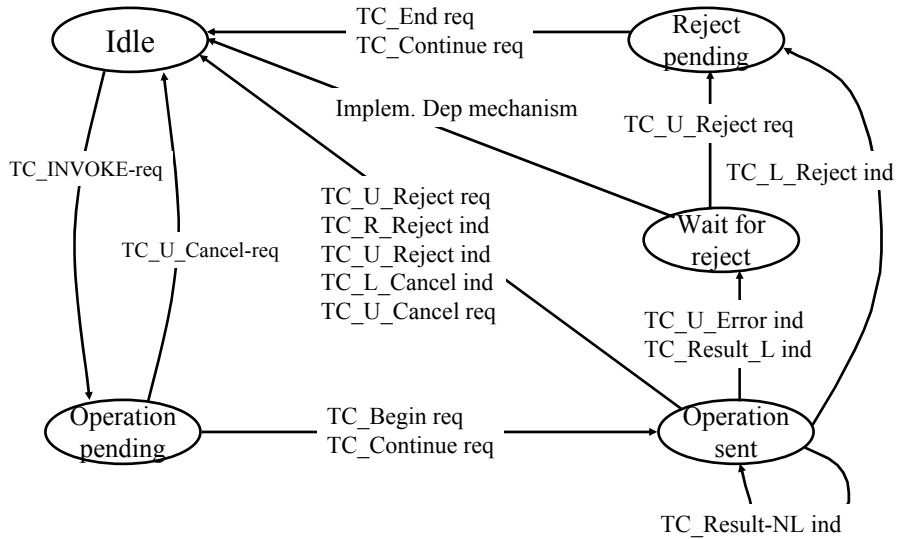 TC_End req
TC_Continue req
Idle
Reject
pending
Implem. Dep mechanism
TC_U_Reject req
TC_INVOKE-req
TC_L_Reject ind
TC_U_Reject req
TC_R_Reject ind
TC_U_Reject ind
TC_L_Cancel ind
TC_U_Cancel req
TC_U_Cancel-req
Wait for
reject
TC_U_Error ind
TC_Result_L ind
Operation
pending
TC_Begin req
TC_Continue req
Operation
sent
TC_Result-NL ind